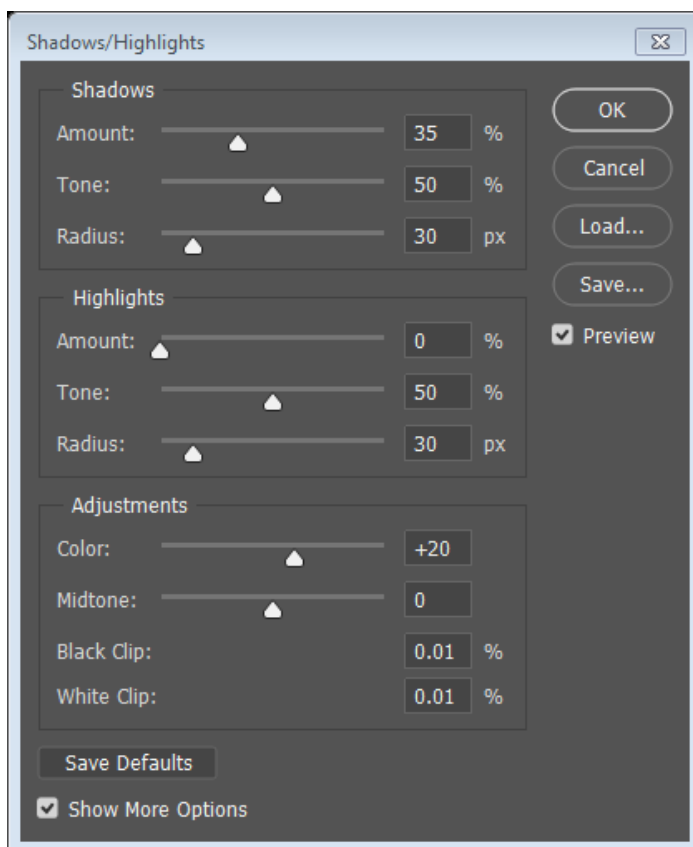 Shadows/Highlights
Shadows
Amount: 35 %
Tone: 50 %
Radius: 30 px
Highlights
Amount: 0 %
Tone: 50 %
Radius: 30 px
Adjustments
Color: +20
Midtone: 0
Black Clip: 0.01 %
White Clip: 0.01 %
Save Defaults
Show More Options
OK
Cancel
Load...
Save...
Preview